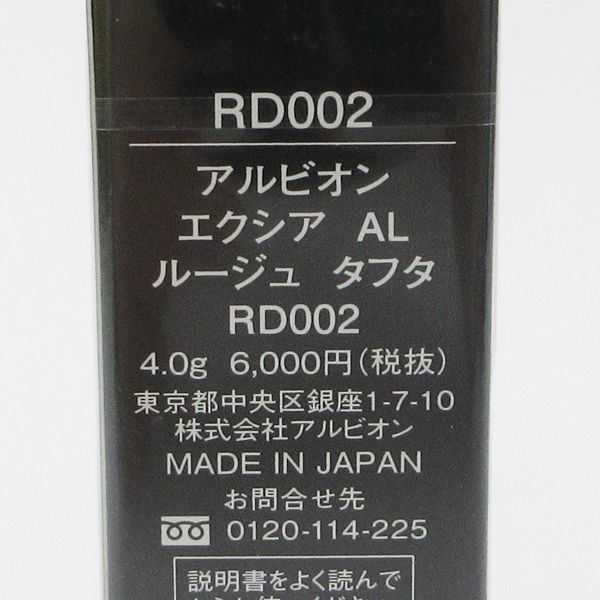 RD002
アルビオン
エクシア AL
ルージュ タフタ
RD002
4.0g 6,000円(税抜)
東京都中央区銀座1-7-10
株式会社アルビオン
MADE IN JAPAN
お問合せ先
0120-114-225
説明書をよく読んで